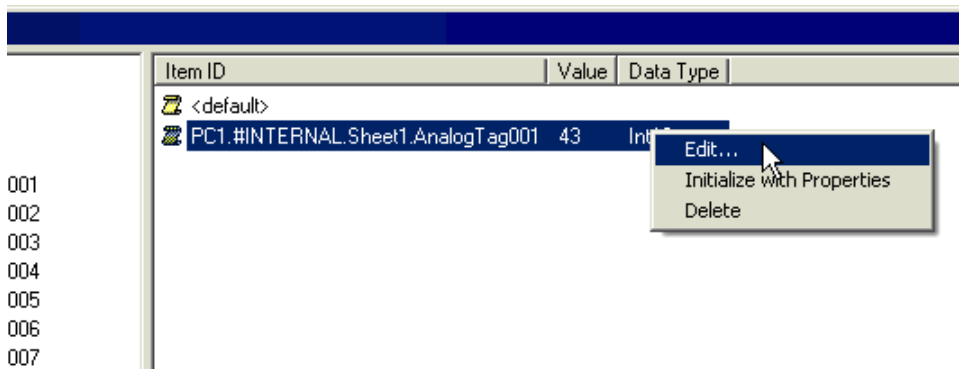 Item ID Value Data Type
<default>
PC1.#INTERNAL.Sheet1.AnalogTag001 43
Edit...
Initialize with Properties
Delete
001
002
003
004
005
006
007